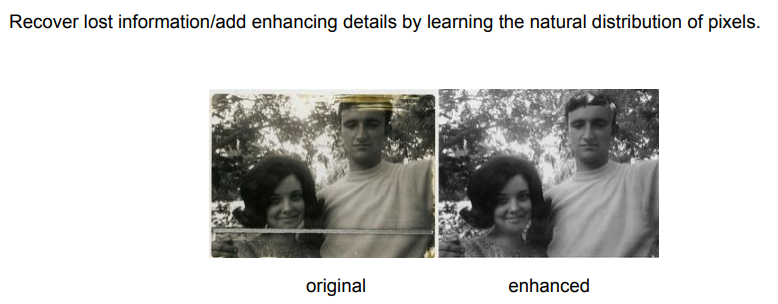 Recover lost information/add enhancing details by learning the natural distribution of pixels.
original
enhanced